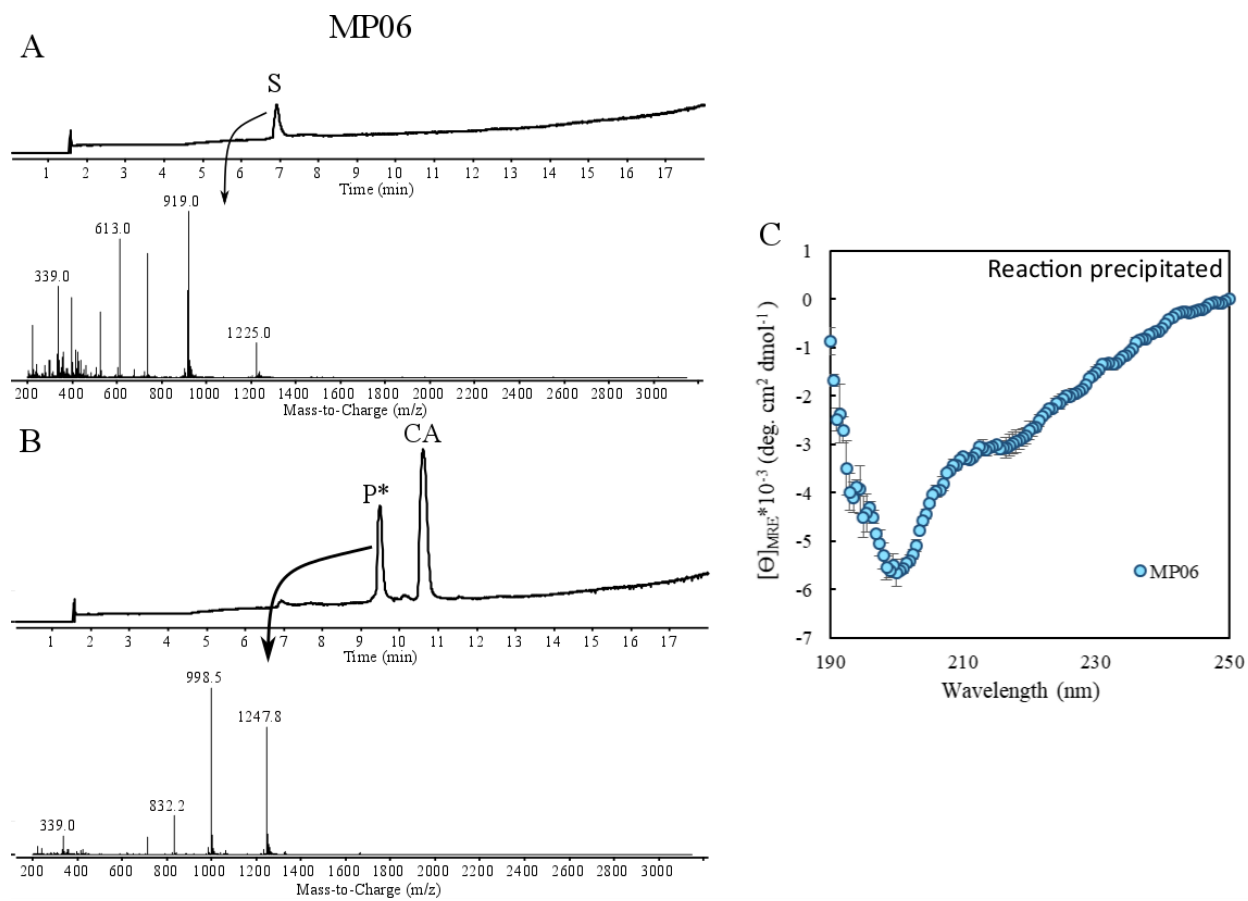 MP06
A
S
1 2 3 4 5 6 7 8 9 10 11 12 13 14 15 16 17
Time (min)
919.0
613.0
339.0
1225.0
200 400 600 800 1000 1200 1400 1600 1800 2000 2200 2400 2600 2800 3000
Mass-to-Charge (m/z)
B
CA
P*
1 2 3 4 5 6 7 8 9 10 11 12 13 14 15 16 17
Time (min)
998.5
1247.8
832.2
339.0
200 400 600 800 1000 1200 1400 1600 1800 2000 2200 2400 2600 2800 3000
Mass-to-Charge (m/z)
C
Reaction precipitated
1
0
-1
-2
-3
-4
-5
-6
-7
[Θ]MRE*10-3 (deg. cm2 dmol-1)
MP06
190 210 230 250
Wavelength (nm)